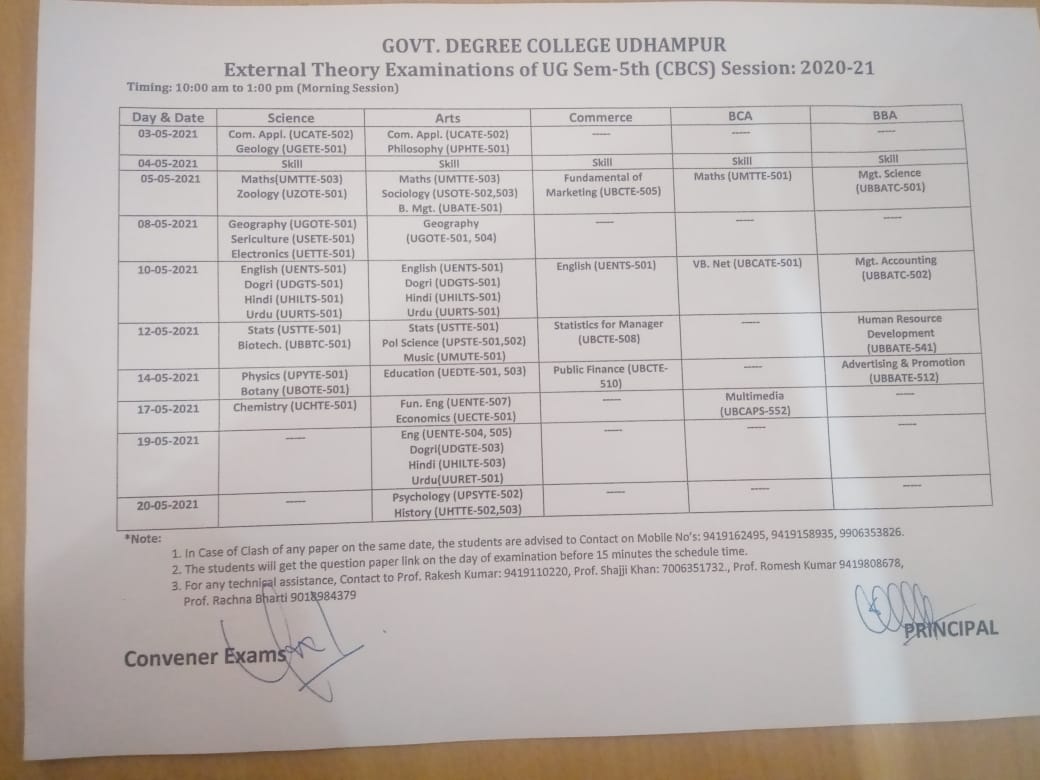 GOVT. DEGREE COLLEGE UDHAMPUR
External Theory Examinations of UG Sem-5th (CBCS) Session: 2020-21
Timing: 10:00 am to 1:00 pm (Morning Session)
Day & Date Science Arts Commerce BCA BBA
03-05-2021 Com. Appl. (UCATE-502) Com. Appl. (UCATE-502) ----- ----- -----
Geology (UGETE-501) Philosophy (UPHTE-501)
04-05-2021 Skill Skill Skill Skill Skill
05-05-2021 Maths(UMTTE-503) Maths (UMTTE-503) Fundamental of Maths (UMTTE-501) Mgt. Science
Zoology (UZOTE-501) Sociology (USOTE-502,503) Marketing (UBCTE-505) (UBBATC-501)
B. Mgt. (UBATE-501)
08-05-2021 Geography (UGOTE-501) Geography ----- ----- -----
Sericulture (USETE-501) (UGOTE-501, 504)
Electronics (UETTE-501)
10-05-2021 English (UENTS-501) English (UENTS-501) English (UENTS-501) VB. Net (UBCATE-501) Mgt. Accounting
Dogri (UDGTS-501) Dogri (UDGTS-501) (UBBATC-502)
Hindi (UHILTS-501) Hindi (UHILTS-501)
Urdu (UURTS-501) Urdu (UURTS-501)
12-05-2021 Stats (USTTE-501) Stats (USTTE-501) Statistics for Manager ----- Human Resource
Biotech. (UBBTC-501) Pol Science (UPSTE-501,502) (UBCTE-508) Development
Music (UMUTE-501) (UBBATE-541)
14-05-2021 Physics (UPYTE-501) Education (UEDTE-501, 503) Public Finance (UBCTE- ----- Advertising & Promotion
Botany (UBOTE-501) 510) (UBBATE-512)
17-05-2021 Chemistry (UCHTE-501) Fun. Eng (UENTE-507) ----- Multimedia -----
Economics (UECTE-501) (UBCAPS-552)
19-05-2021 ----- Eng (UENTE-504, 505) ----- ----- -----
Dogri(UDGTE-503)
Hindi (UHILTE-503)
Urdu(UURET-501)
20-05-2021 ----- Psychology (UPSYTE-502) ----- ----- -----
History (UHTTE-502,503)
*Note:
1. In Case of Clash of any paper on the same date, the students are advised to Contact on Mobile No's: 9419162495, 9419158935, 9906353826.
2. The students will get the question paper link on the day of examination before 15 minutes the schedule time.
3. For any technical assistance, Contact to Prof. Rakesh Kumar: 9419110220, Prof. Shajji Khan: 7006351732., Prof. Romesh Kumar 9419808678,
Prof. Rachna Bharti 9018984379
Convener Exams
PRINCIPAL